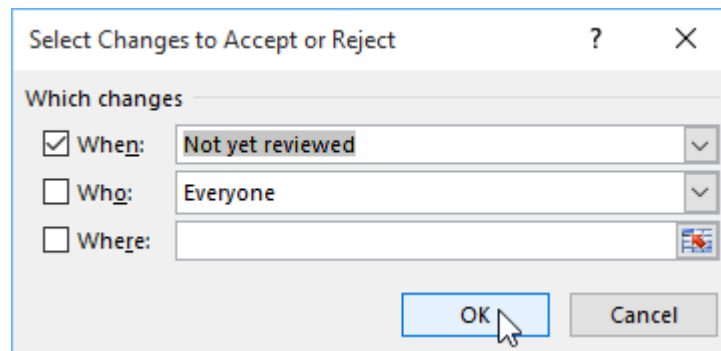 Select Changes to Accept or Reject ?
Which changes
When: Not yet reviewed
Who: Everyone
Where:
OK Cancel